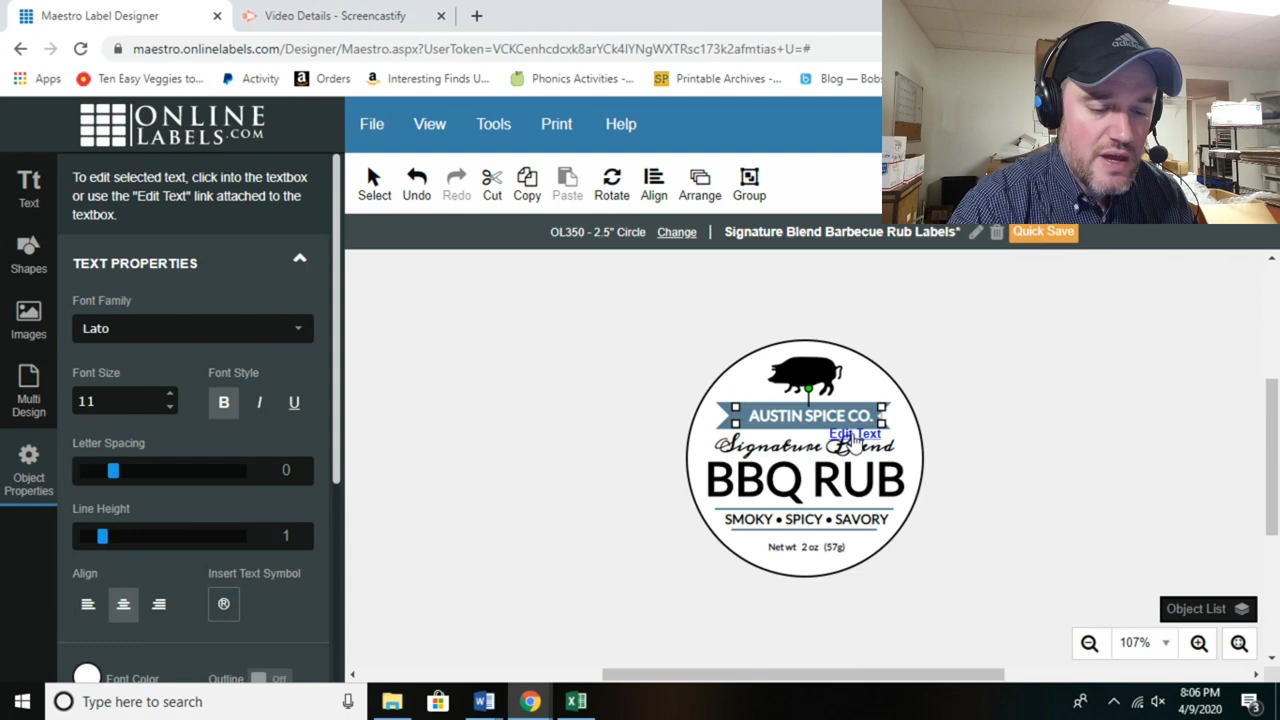 Maestro Label Designer
Video Details - Screencastify
maestro.onlinelabels.com/Designer/Maestro.aspx?UserToken=VCKCenhcdcxk8arYCk4IYNgWXTRsc173k2afmtias+U=#
Apps
Ten Easy Veggies to...
Activity
Orders
Interesting Finds U...
Phonics Activities -...
SP
Printable Archives -...
Blog — Bobs
ONLINE
LABELS.COM
File
View
Tools
Print
Help
To edit selected text, click into the textbox
or use the "Edit Text" link attached to the
textbox.
Select
Undo
Redo
Cut
Copy
Paste
Rotate
Align
Arrange
Group
adidas
OL350 - 2.5" Circle
Change
Signature Blend Barbecue Rub Labels*
Quick Save
Tt
Text
Shapes
Images
Multi
Design
Object
Properties
TEXT PROPERTIES
Font Family
Lato
Font Size
Font Style
11
B
I
U
Letter Spacing
0
Line Height
1
Align
Insert Text Symbol
®
Font Color
Outline
Off
AUSTIN SPICE CO.
Edit Text
Signature Blend
BBQ RUB
SMOKY • SPICY • SAVORY
Net wt 2 oz (57g)
Object List
107%
Type here to search
8:06 PM
4/9/2020
3